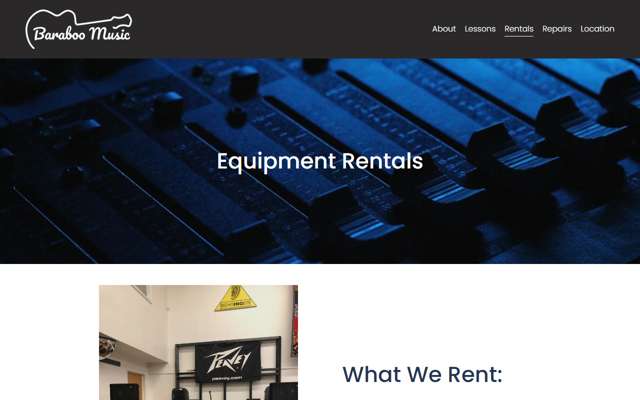 Baraboo Music
About
Lessons
Rentals
Repairs
Location
Equipment Rentals
PEAVEY
peavey.com
What We Rent: